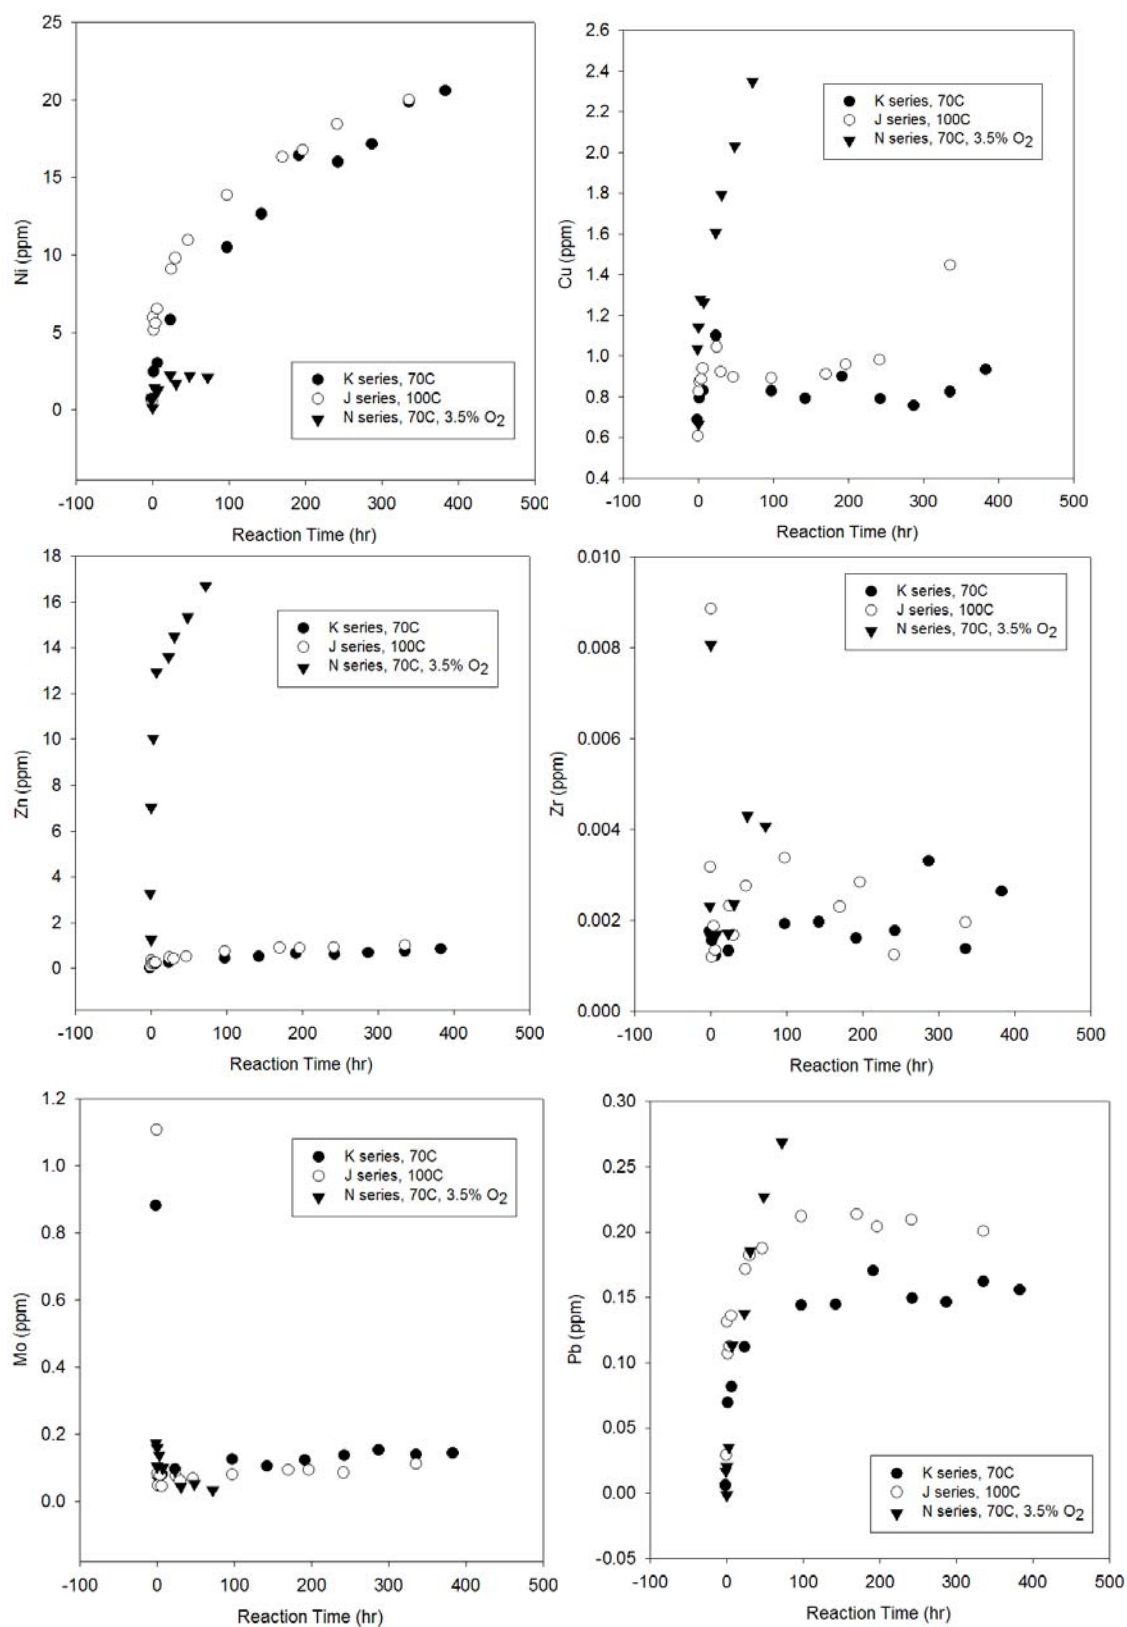 25
20
15
10
5
0
Ni (ppm)
K series, 70C
J series, 100C
N series, 70C, 3.5% O2
-100 0 100 200 300 400 500
Reaction Time (hr)
2.6
2.4
2.2
2.0
1.8
1.6
1.4
1.2
1.0
0.8
0.6
0.4
Cu (ppm)
K series, 70C
J series, 100C
N series, 70C, 3.5% O2
-100 0 100 200 300 400 500
Reaction Time (hr)
18
16
14
12
10
8
6
4
2
0
Zn (ppm)
K series, 70C
J series, 100C
N series, 70C, 3.5% O2
-100 0 100 200 300 400 500
Reaction Time (hr)
0.010
0.008
0.006
0.004
0.002
0.000
Zr (ppm)
K series, 70C
J series, 100C
N series, 70C, 3.5% O2
-100 0 100 200 300 400 500
Reaction Time (hr)
1.2
1.0
0.8
0.6
0.4
0.2
0.0
Mo (ppm)
K series, 70C
J series, 100C
N series, 70C, 3.5% O2
-100 0 100 200 300 400 500
Reaction Time (hr)
0.30
0.25
0.20
0.15
0.10
0.05
0.00
-0.05
Pb (ppm)
K series, 70C
J series, 100C
N series, 70C, 3.5% O2
-100 0 100 200 300 400 500
Reaction Time (hr)